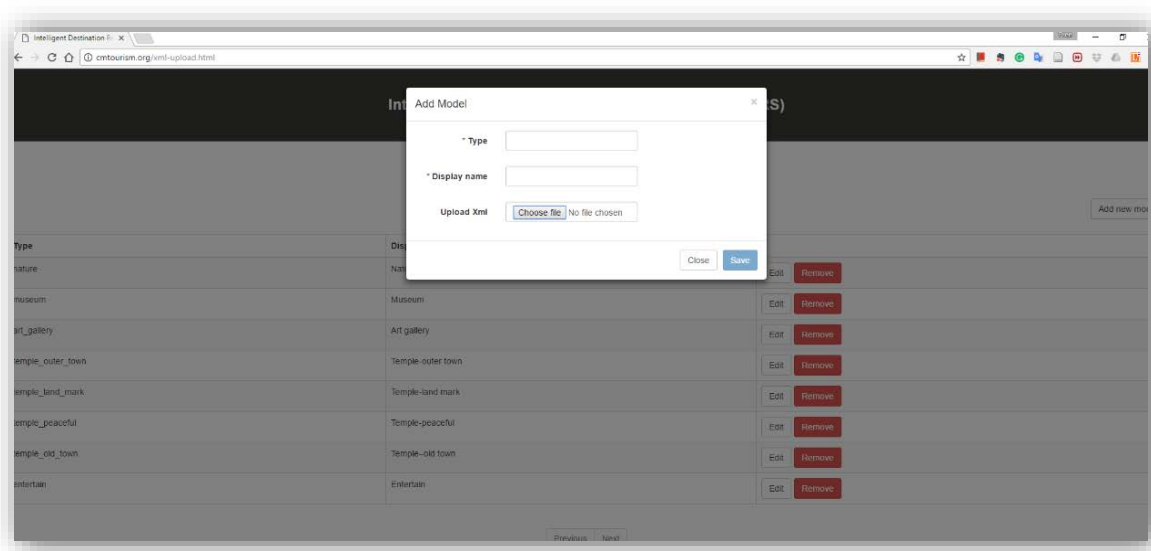 Intelligent Destination Re
cmtourism.org/xml-upload.html
Int
S)
Add Model
×
* Type
* Display name
Upload Xml
Choose file No file chosen
Close Save
Add new mo
Type
Dis
nature
Nat
Edit Remove
museum
Museum
Edit Remove
art_gallery
Art gallery
Edit Remove
temple_outer_town
Temple-outer town
Edit Remove
temple_land_mark
Temple-land mark
Edit Remove
temple_peaceful
Temple-peaceful
Edit Remove
temple_old_town
Temple-old town
Edit Remove
entertain
Entertain
Edit Remove
Previous Next